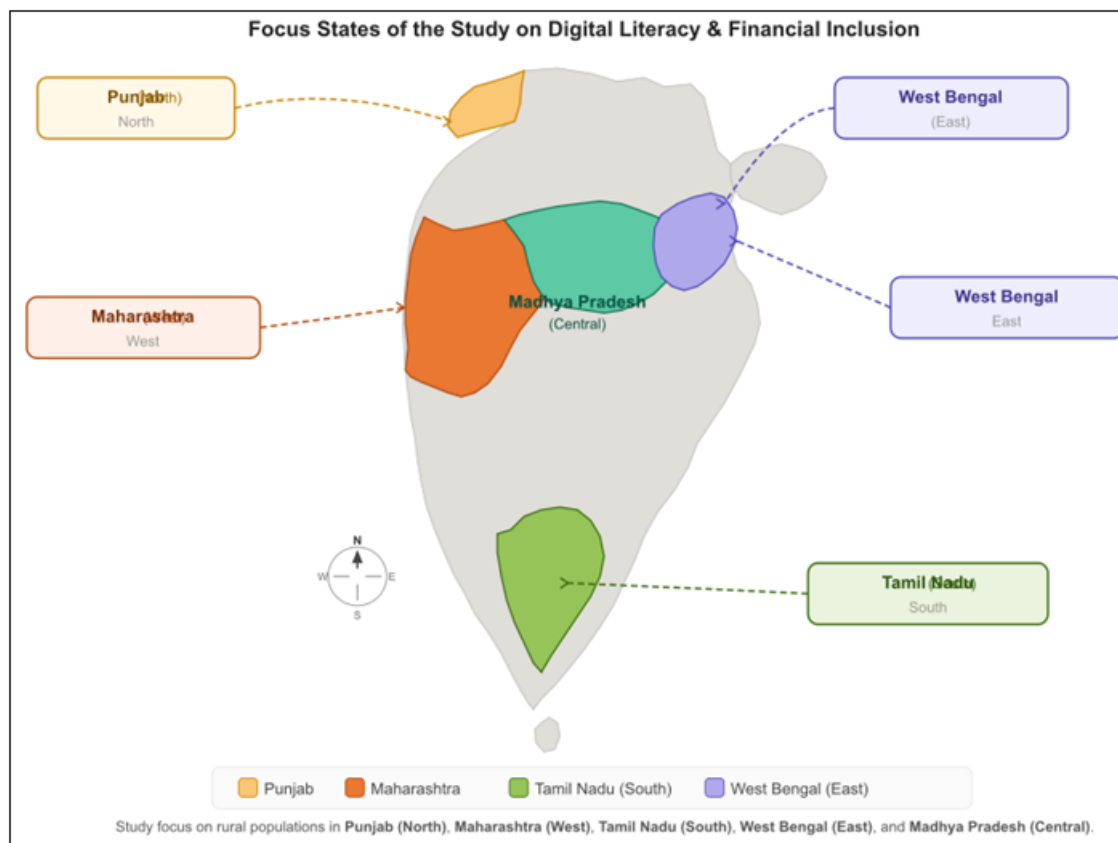 Focus States of the Study on Digital Literacy & Financial Inclusion
Punjab
North
West Bengal
(East)
Maharashtra
West
Madhya Pradesh
(Central)
West Bengal
East
N
W E
S
Tamil Nadu
South
Punjab Maharashtra Tamil Nadu (South) West Bengal (East)
Study focus on rural populations in Punjab (North), Maharashtra (West), Tamil Nadu (South), West Bengal (East), and Madhya Pradesh (Central).